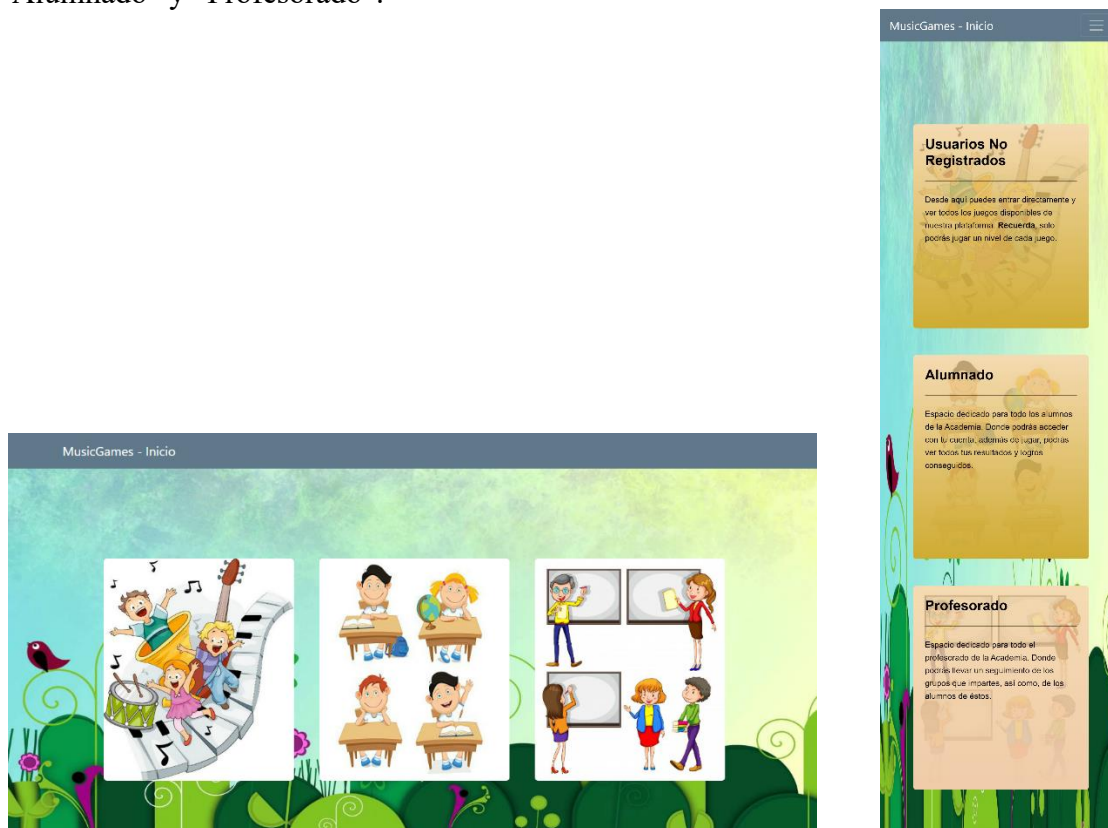 "Alumnado" y "Profesorado".
MusicGames - Inicio
MusicGames - Inicio
Usuarios No
Registrados
Desde aquí puedes entrar directamente y
ver todos los juegos disponibles de
nuestra plataforma. Recuerda, solo
podrás jugar un nivel de cada juego.
Alumnado
Espacio dedicado para todo los alumnos
de la Academia. Donde podrás acceder
con tu cuenta, además de jugar, podrás
ver todos tus resultados y logros
conseguidos.
Profesorado
Espacio dedicado para todo el
profesorado de la Academia. Donde
podrás llevar un seguimiento de los
grupos que impartes, así como, de los
alumnos de éstos.